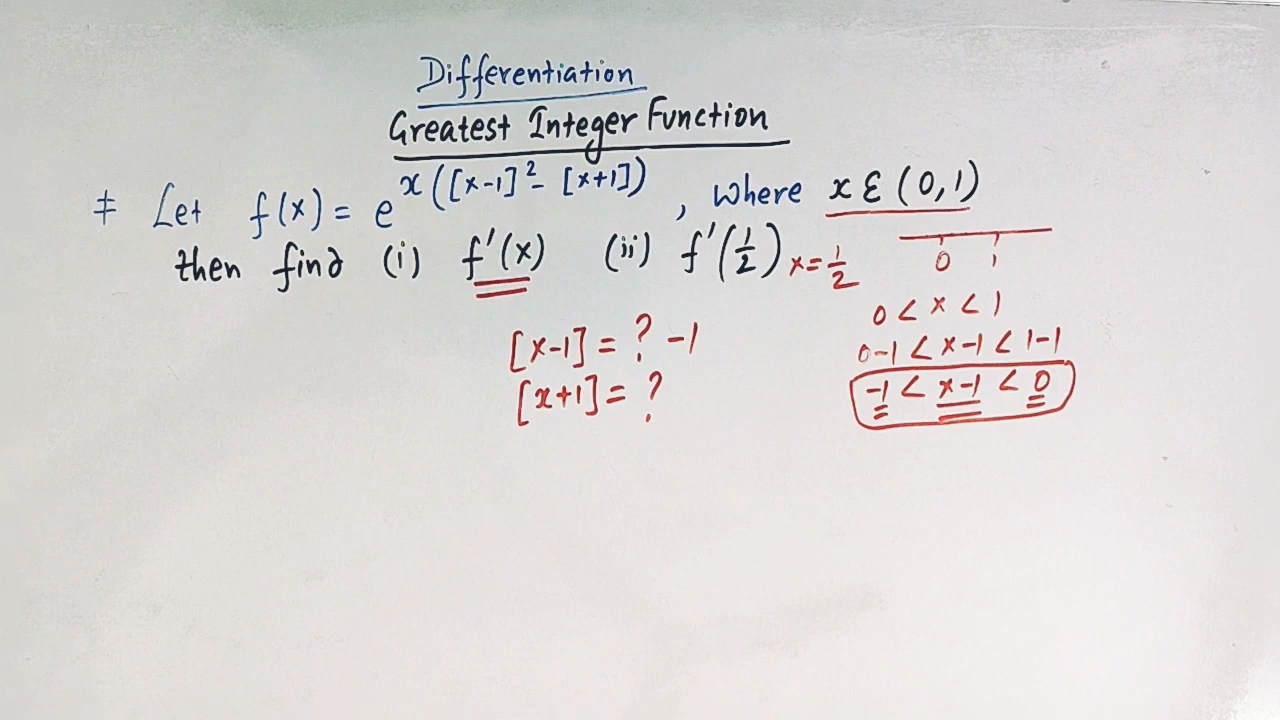 Differentiation
Greatest Integer Function
≠ Let f(x) = e^{x([x-1]² - [x+1])}, where x ε (0,1)
then find (i) f'(x) (ii) f'(1/2) x=1/2
0 1
0 < x < 1
[x-1] = ? -1
0-1 < x-1 < 1-1
[x+1] = ?
-1 < x-1 < 0